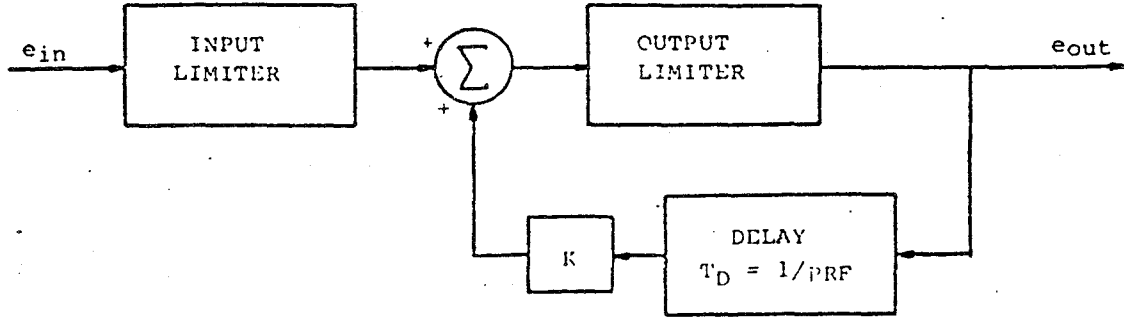 e_in
INPUT
LIMITER
+
Σ
+
OUTPUT
LIMITER
e_out
K
DELAY
T_D = 1/PRF